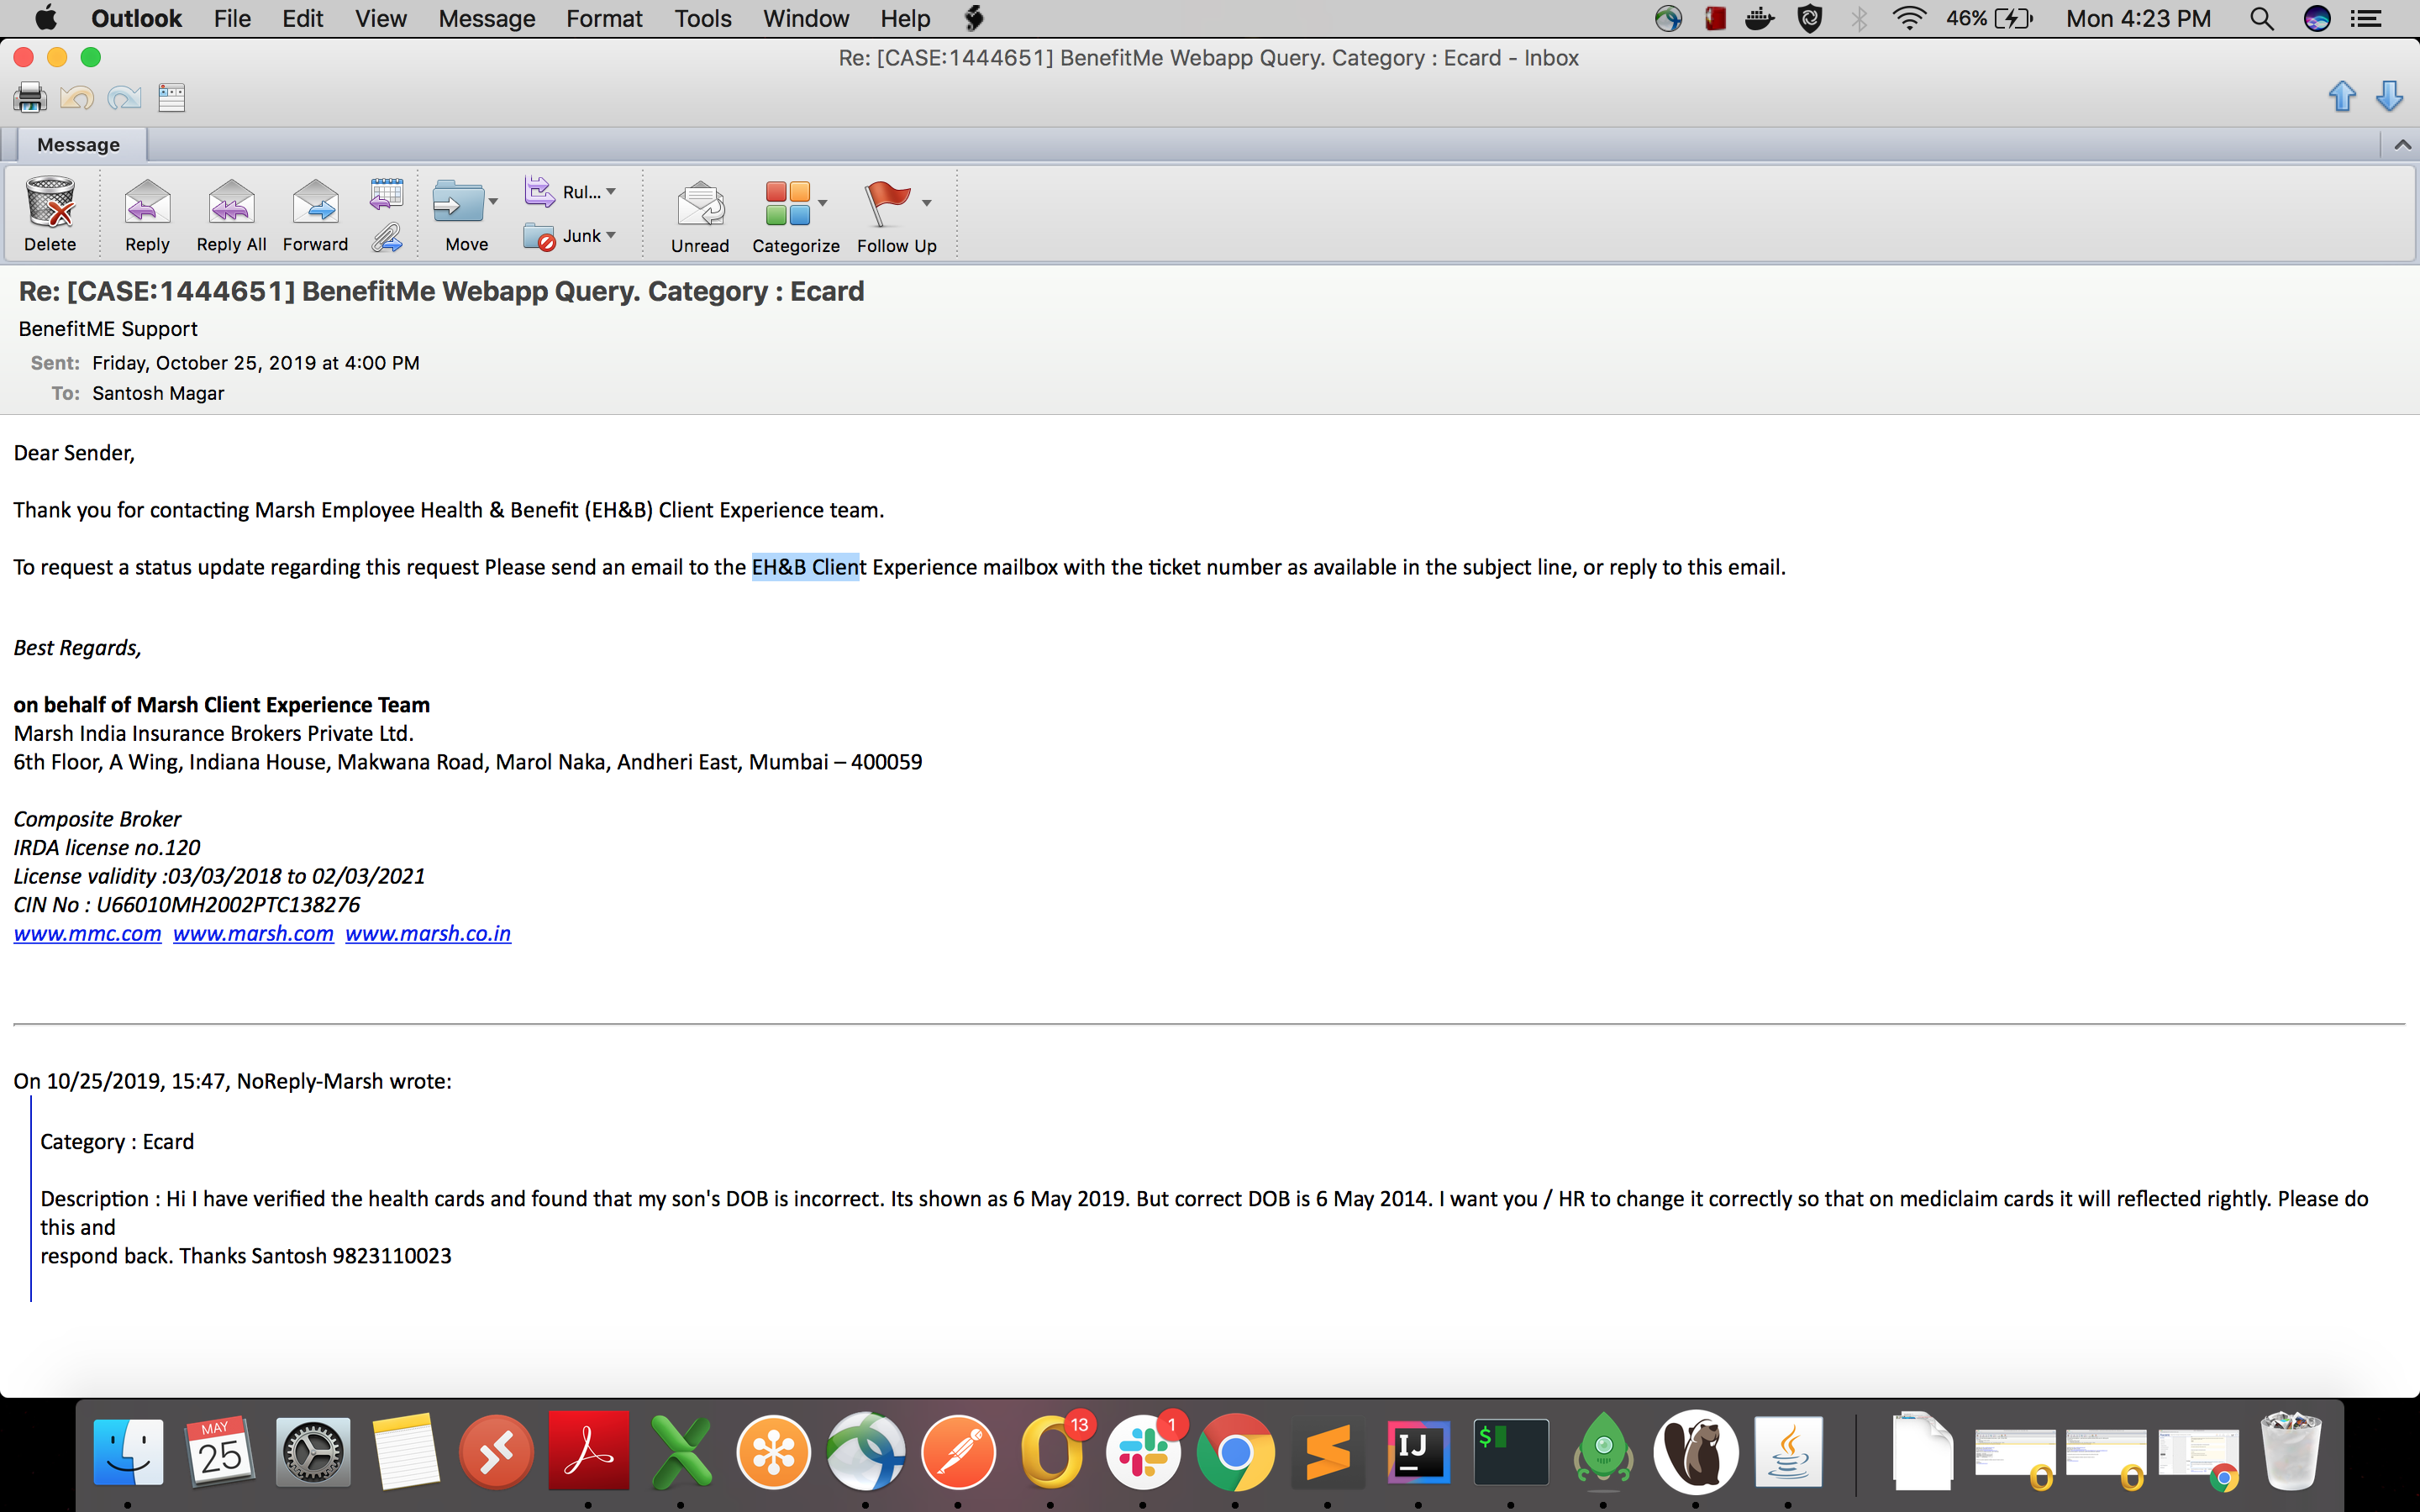 Outlook File Edit View Message Format Tools Window Help 46% Mon 4:23 PM
Re: [CASE:1444651] BenefitMe Webapp Query. Category : Ecard - Inbox
Message
Rul...
Junk
Delete Reply Reply All Forward Move Unread Categorize Follow Up
Re: [CASE:1444651] BenefitMe Webapp Query. Category : Ecard
BenefitME Support
Sent: Friday, October 25, 2019 at 4:00 PM
To: Santosh Magar
Dear Sender,
Thank you for contacting Marsh Employee Health & Benefit (EH&B) Client Experience team.
To request a status update regarding this request Please send an email to the EH&B Client Experience mailbox with the ticket number as available in the subject line, or reply to this email.
Best Regards,
on behalf of Marsh Client Experience Team
Marsh India Insurance Brokers Private Ltd.
6th Floor, A Wing, Indiana House, Makwana Road, Marol Naka, Andheri East, Mumbai – 400059
Composite Broker
IRDA license no.120
License validity :03/03/2018 to 02/03/2021
CIN No : U66010MH2002PTC138276
www.mmc.com www.marsh.com www.marsh.co.in
On 10/25/2019, 15:47, NoReply-Marsh wrote:
Category : Ecard
Description : Hi I have verified the health cards and found that my son's DOB is incorrect. Its shown as 6 May 2019. But correct DOB is 6 May 2014. I want you / HR to change it correctly so that on mediclaim cards it will reflected rightly. Please do
this and
respond back. Thanks Santosh 9823110023
MAY
25
13
1
IJ
$